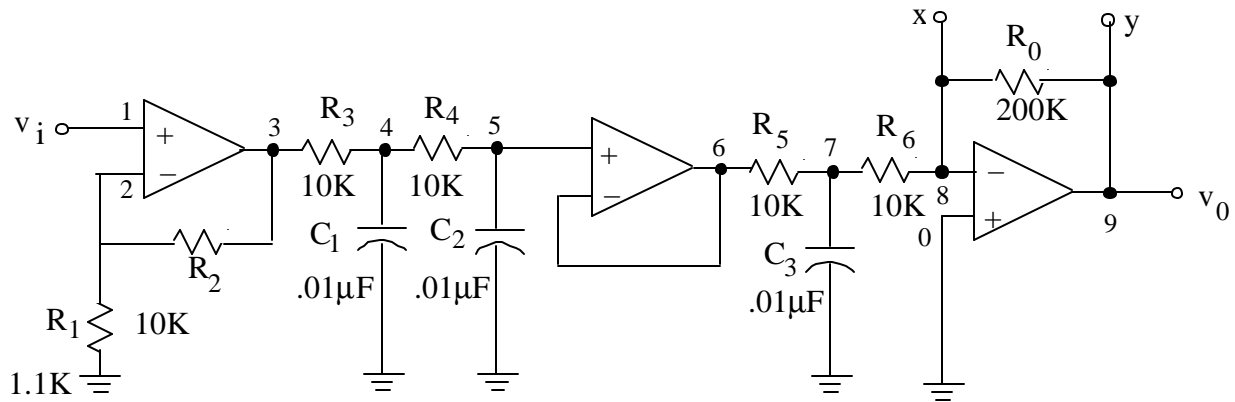 x
y
R0
200K
vi
1
+
2
−
3
R3
10K
4
R4
10K
5
+
−
6
R5
10K
7
R6
10K
8
−
0
+
9
v0
R2
C1
.01µF
C2
.01µF
C3
.01µF
R1
10K
1.1K